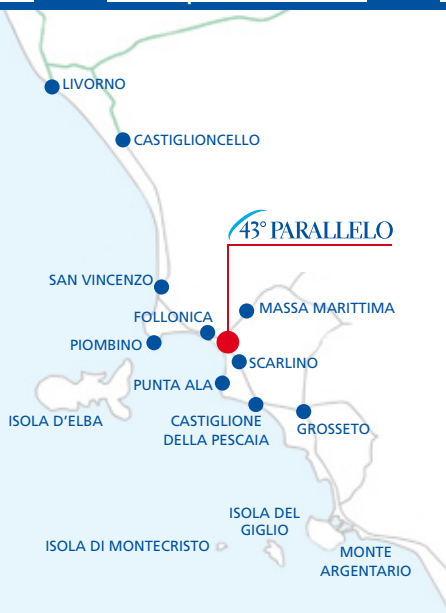 LIVORNO
CASTIGLIONCELLO
43° PARALLELO
SAN VINCENZO
MASSA MARITTIMA
FOLLONICA
PIOMBINO
SCARLINO
PUNTA ALA
ISOLA D'ELBA
CASTIGLIONE
DELLA PESCAIA
GROSSETO
ISOLA DEL
GIGLIO
ISOLA DI MONTECRISTO
MONTE
ARGENTARIO